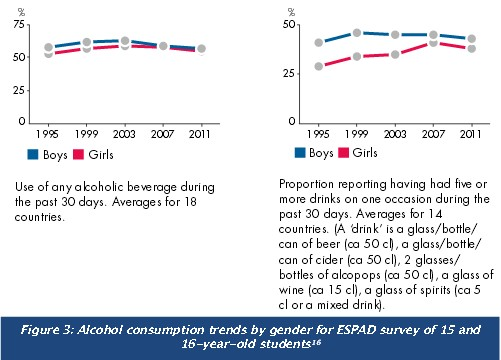 %
75
50
25
0
1995 1999 2003 2007 2011
Boys Girls
Use of any alcoholic beverage during
the past 30 days. Averages for 18
countries.
%
50
25
0
1995 1999 2003 2007 2011
Boys Girls
Proportion reporting having had five or
more drinks on one occasion during the
past 30 days. Averages for 14
countries. (A ‘drink’ is a glass/bottle/
can of beer (ca 50 cl), a glass/bottle/
can of cider (ca 50 cl), 2 glasses/
bottles of alcopops (ca 50 cl), a glass of
wine (ca 15 cl), a glass of spirits (ca 5
cl or a mixed drink).
Figure 3: Alcohol consumption trends by gender for ESPAD survey of 15 and
16–year–old students¹⁶